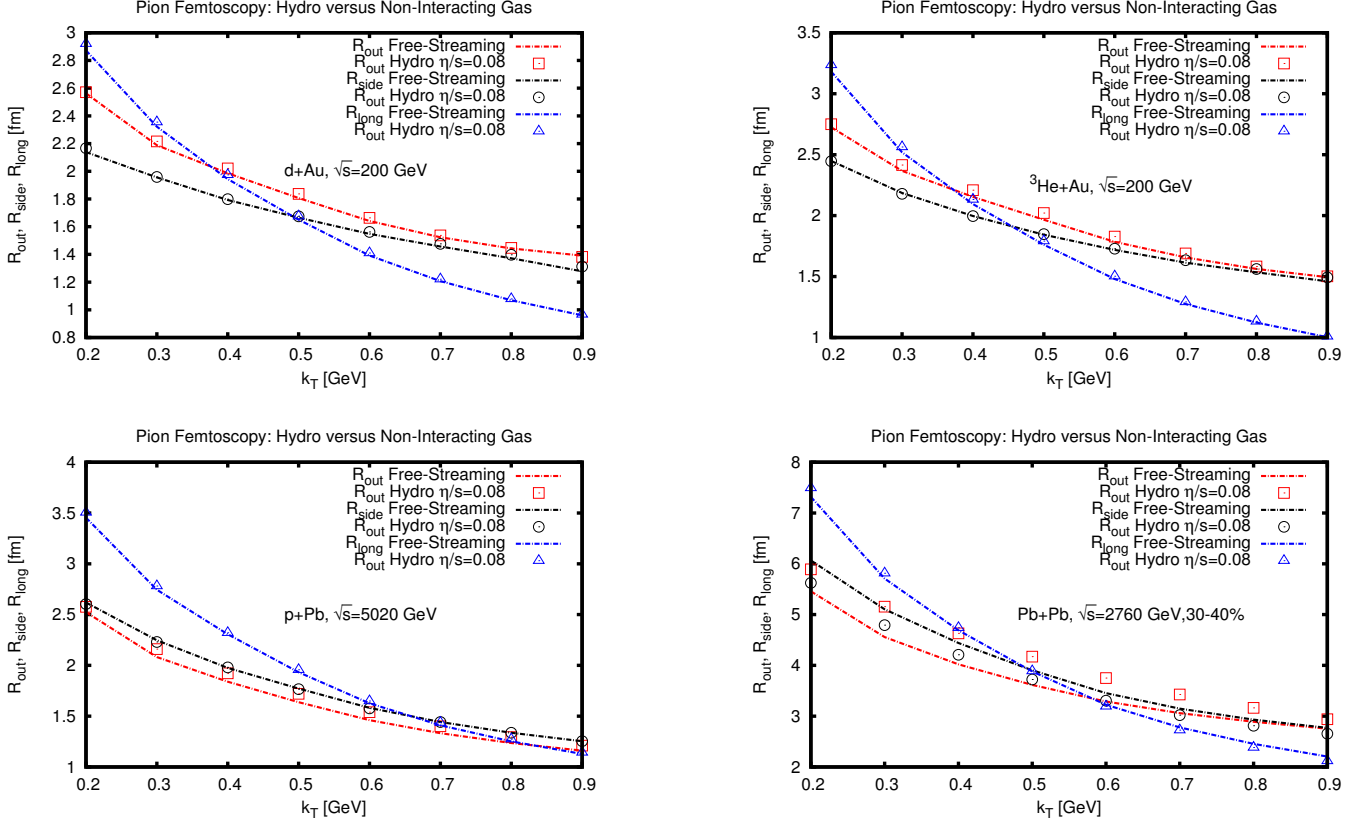 Pion Femtoscopy: Hydro versus Non-Interacting Gas
R_out, R_side, R_long [fm]
3
2.8
2.6
2.4
2.2
2
1.8
1.6
1.4
1.2
1
0.8
R_out Free-Streaming
R_out Hydro η/s=0.08
R_side Free-Streaming
R_out Hydro η/s=0.08
R_long Free-Streaming
R_out Hydro η/s=0.08
d+Au, √s=200 GeV
0.2 0.3 0.4 0.5 0.6 0.7 0.8 0.9
k_T [GeV]
Pion Femtoscopy: Hydro versus Non-Interacting Gas
R_out, R_side, R_long [fm]
3.5
3
2.5
2
1.5
1
R_out Free-Streaming
R_out Hydro η/s=0.08
R_side Free-Streaming
R_out Hydro η/s=0.08
R_long Free-Streaming
R_out Hydro η/s=0.08
³He+Au, √s=200 GeV
0.2 0.3 0.4 0.5 0.6 0.7 0.8 0.9
k_T [GeV]
Pion Femtoscopy: Hydro versus Non-Interacting Gas
R_out, R_side, R_long [fm]
4
3.5
3
2.5
2
1.5
1
R_out Free-Streaming
R_out Hydro η/s=0.08
R_side Free-Streaming
R_out Hydro η/s=0.08
R_long Free-Streaming
R_out Hydro η/s=0.08
p+Pb, √s=5020 GeV
0.2 0.3 0.4 0.5 0.6 0.7 0.8 0.9
k_T [GeV]
Pion Femtoscopy: Hydro versus Non-Interacting Gas
R_out, R_side, R_long [fm]
8
7
6
5
4
3
2
R_out Free-Streaming
R_out Hydro η/s=0.08
R_side Free-Streaming
R_out Hydro η/s=0.08
R_long Free-Streaming
R_out Hydro η/s=0.08
Pb+Pb, √s=2760 GeV,30-40%
0.2 0.3 0.4 0.5 0.6 0.7 0.8 0.9
k_T [GeV]